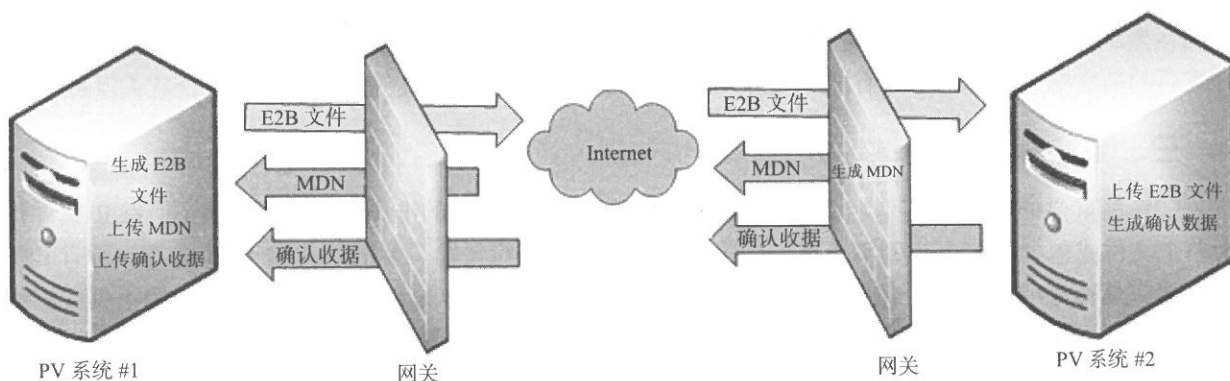 生成 E2B
文件
上传 MDN
上传确认收据
PV 系统 #1
E2B 文件
MDN
确认收据
网关
Internet
E2B 文件
MDN
生成 MDN
确认收据
网关
上传 E2B 文件
生成确认数据
PV 系统 #2